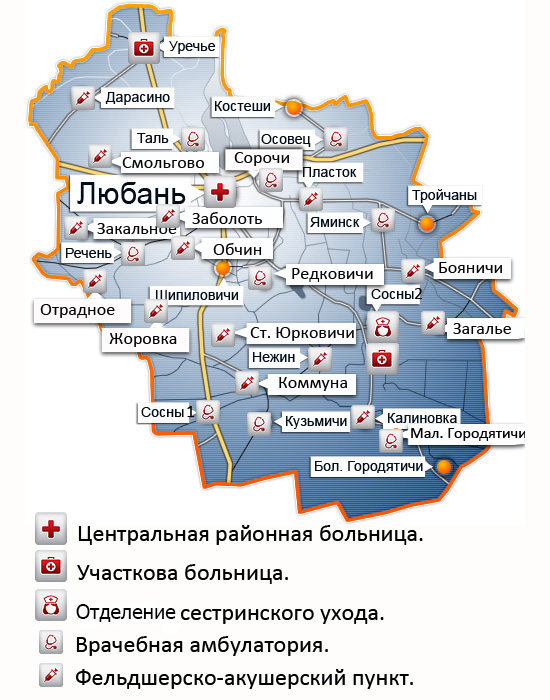 Уречье
Дарасино
Костеши
Таль
Осовец
Смольгово
Сорочи
Пласток
Любань
Тройчаны
Заболоть
Яминск
Закальное
Обчин
Речень
Редковичи
Бояничи
Сосны2
Шипиловичи
Отрадное
Загалье
Жоровка
Ст. Юрковичи
Нежин
Коммуна
Сосны 1
Кузьмичи
Калиновка
Мал. Городятичи
Бол. Городятичи
Центральная районная больница.
Участкова больница.
Отделение сестринского ухода.
Врачебная амбулатория.
Фельдшерско-акушерский пункт.